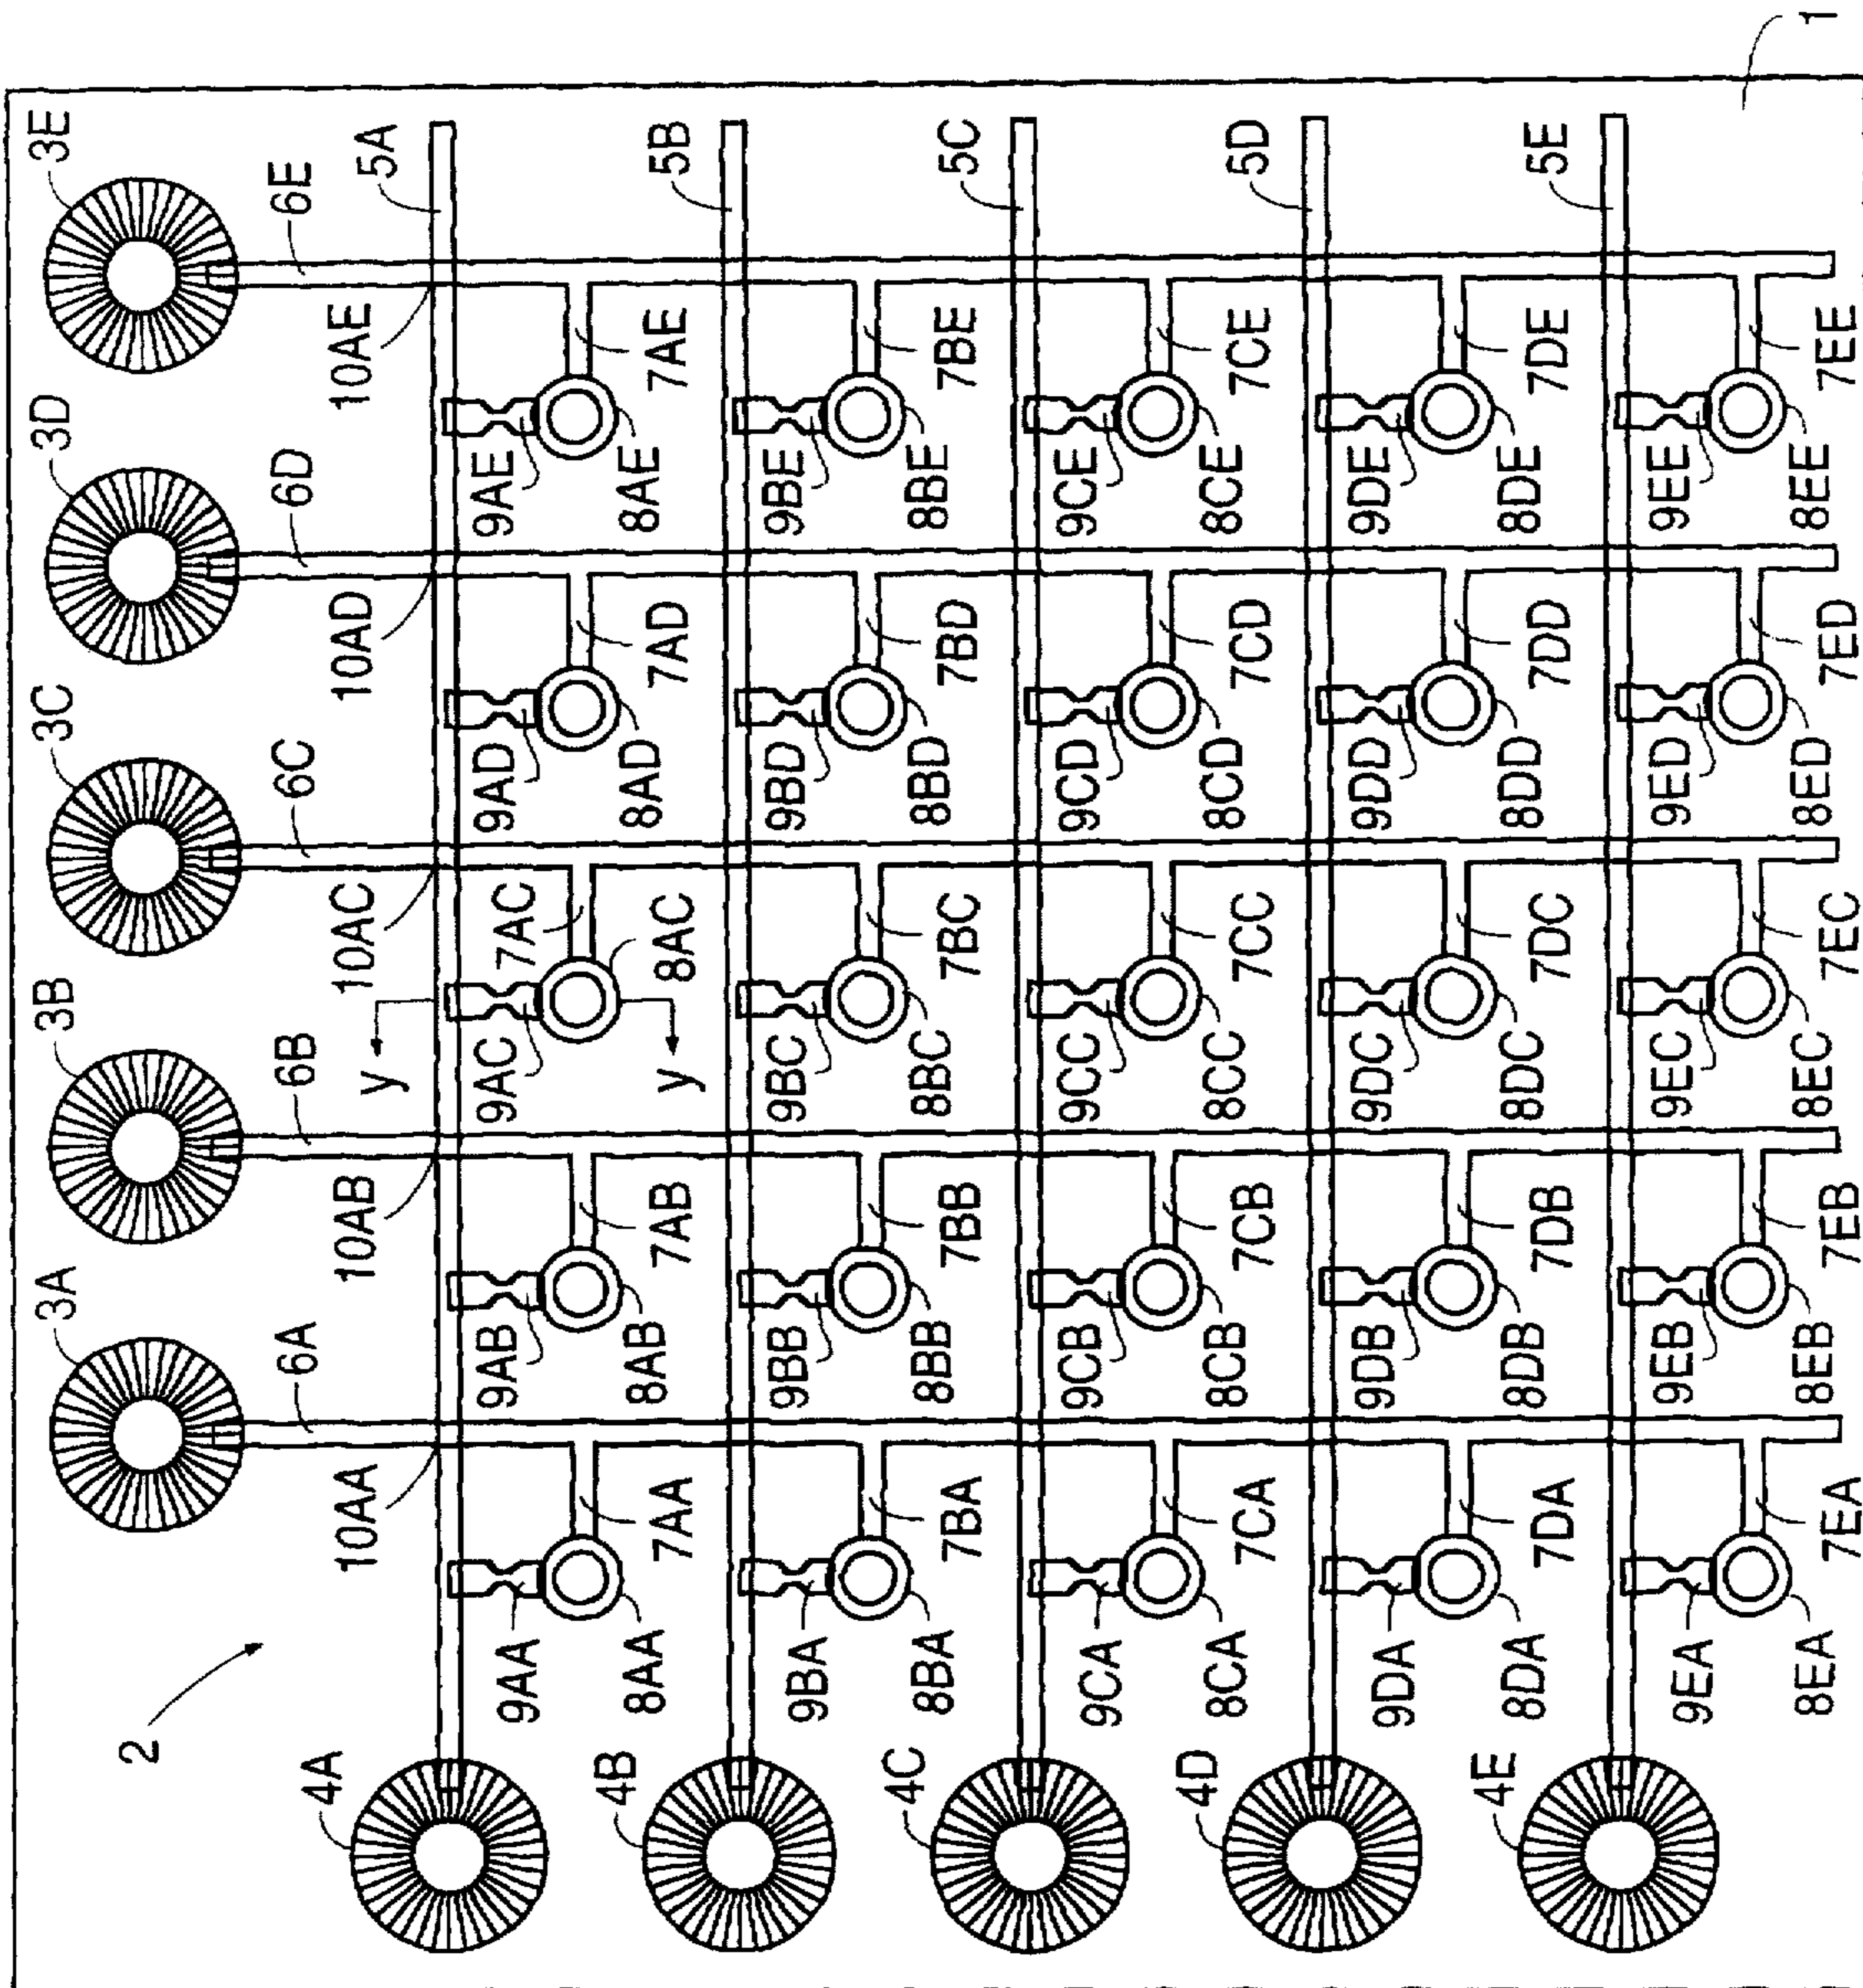 3A 3B 3C 3D 3E
2
4A 6A 6B 6C 6D 6E
10AA 10AB y 10AC 10AD 10AE 5A
9AA 9AB 9AC 7AC 9AD 9AE
4B 8AA 8AB 8AD 8AE
7AA 7AB y 8AC 7AD 7AE 5B
9BA 9BB 9BC 9BD 9BE
4C 8BA 8BB 8BC 8BD 8BE
7BA 7BB 7BC 7BD 7BE 5C
9CA 9CB 9CC 9CD 9CE
4D 8CA 8CB 8CC 8CD 8CE
7CA 7CB 7CC 7CD 7CE 5D
9DA 9DB 9DC 9DD 9DE
4E 8DA 8DB 8DC 8DD 8DE
7DA 7DB 7DC 7DD 7DE 5E
9EA 9EB 9EC 9ED 9EE
8EA 8EB 8EC 8ED 8EE
7EA 7EB 7EC 7ED 7EE
1